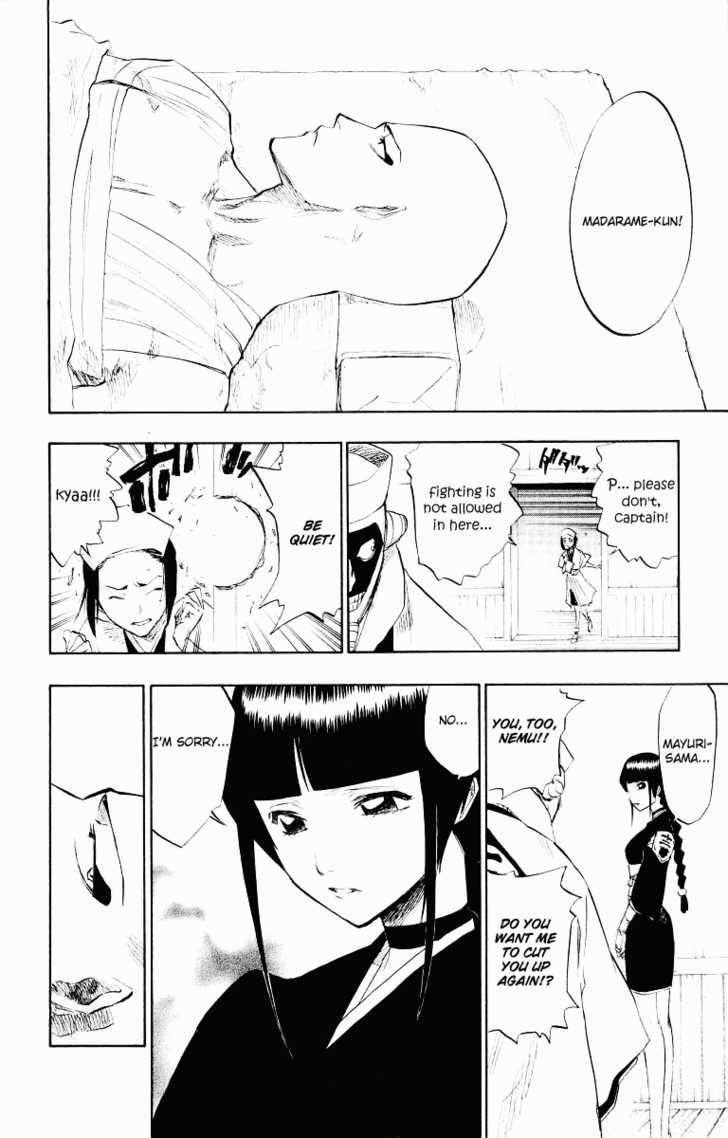 MADARAME-KUN!
P... please
don't,
Captain!
fighting is
not allowed
in here...
BE
QUIET!
kyaa!!!
MAYURI-
SAMA...
YOU, TOO,
NEMU!!
DO YOU
WANT ME
TO CUT
YOU UP
AGAIN!?
NO...
I'M SORRY...